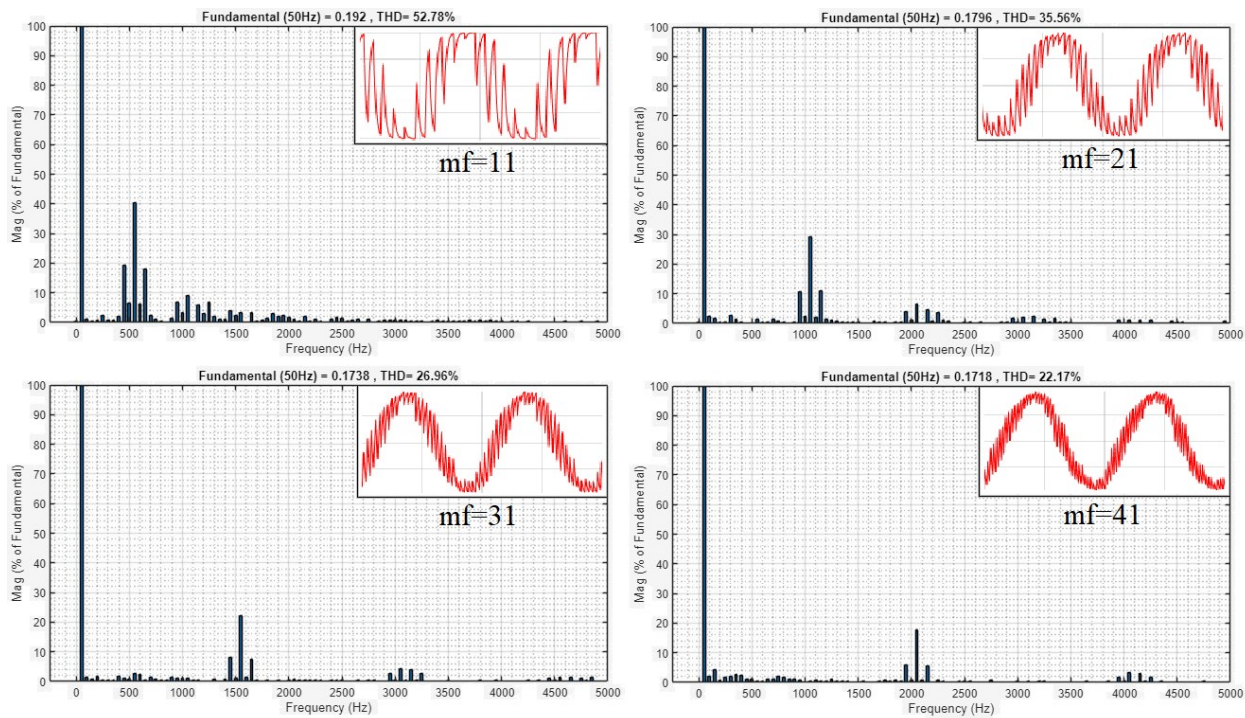 Fundamental (50Hz) = 0.192 , THD= 52.78%
100
90
80
70
60
50
40
30
20
10
0
Mag (% of Fundamental)
mf=11
0 500 1000 1500 2000 2500 3000 3500 4000 4500 5000
Frequency (Hz)
Fundamental (50Hz) = 0.1796 , THD= 35.56%
100
90
80
70
60
50
40
30
20
10
0
Mag (% of Fundamental)
mf=21
0 500 1000 1500 2000 2500 3000 3500 4000 4500 5000
Frequency (Hz)
Fundamental (50Hz) = 0.1738 , THD= 26.96%
100
90
80
70
60
50
40
30
20
10
0
Mag (% of Fundamental)
mf=31
0 500 1000 1500 2000 2500 3000 3500 4000 4500 5000
Frequency (Hz)
Fundamental (50Hz) = 0.1718 , THD= 22.17%
100
90
80
70
60
50
40
30
20
10
0
Mag (% of Fundamental)
mf=41
0 500 1000 1500 2000 2500 3000 3500 4000 4500 5000
Frequency (Hz)